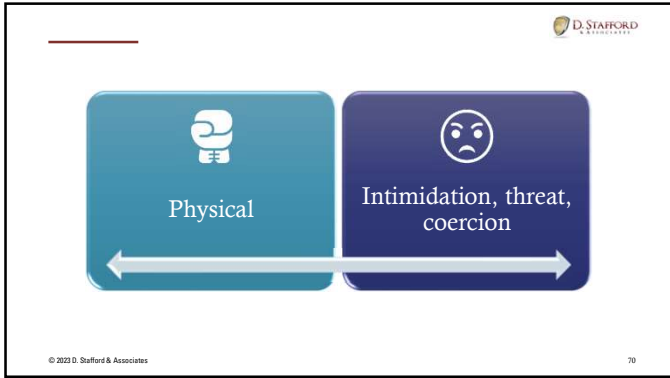 D. STAFFORD
& ASSOCIATES
Physical
Intimidation, threat,
coercion
© 2023 D. Stafford & Associates
70